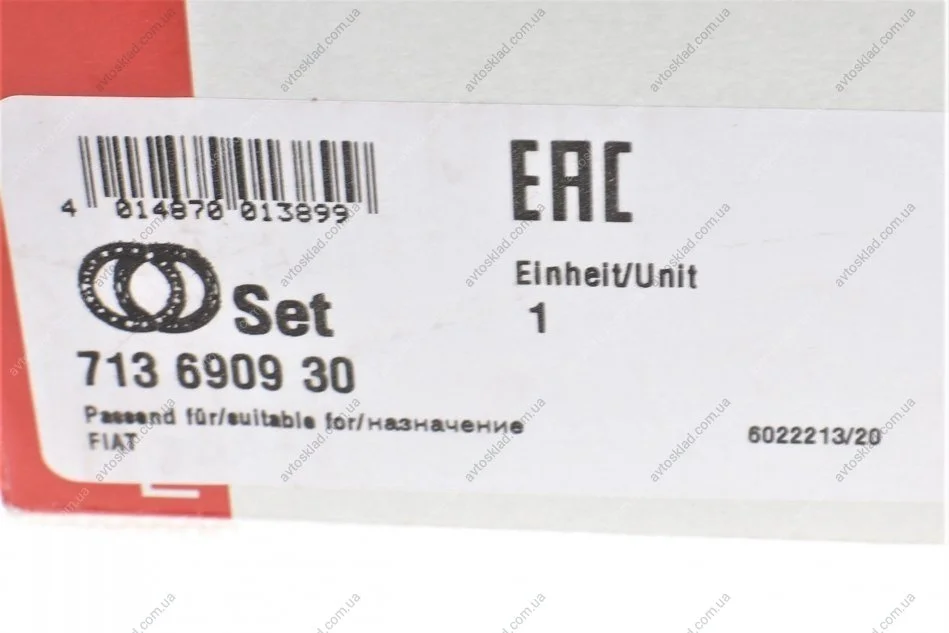 4 014870 013899
EAC
Einheit/Unit
1
Set
713 6909 30
Passend für/suitable for/назначение
FIAT
6022213/20
avtosklad.com.ua